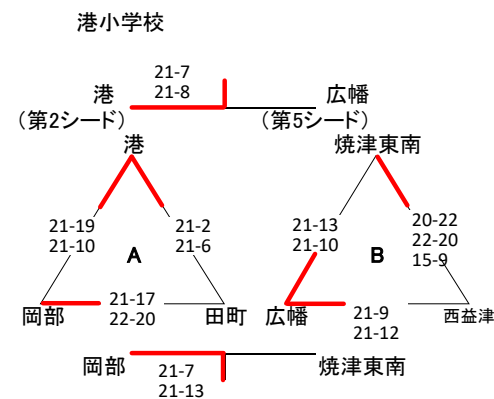 港小学校
21-7
21-8
港 広幡
（第2シード） （第5シード）
港 焼津東南
21-19
21-10
21-2
21-6
21-13
21-10
20-22
22-20
15-9
A B
21-17
22-20
21-9
21-12
岡部 田町 広幡 西益津
岡部 焼津東南
21-7
21-13